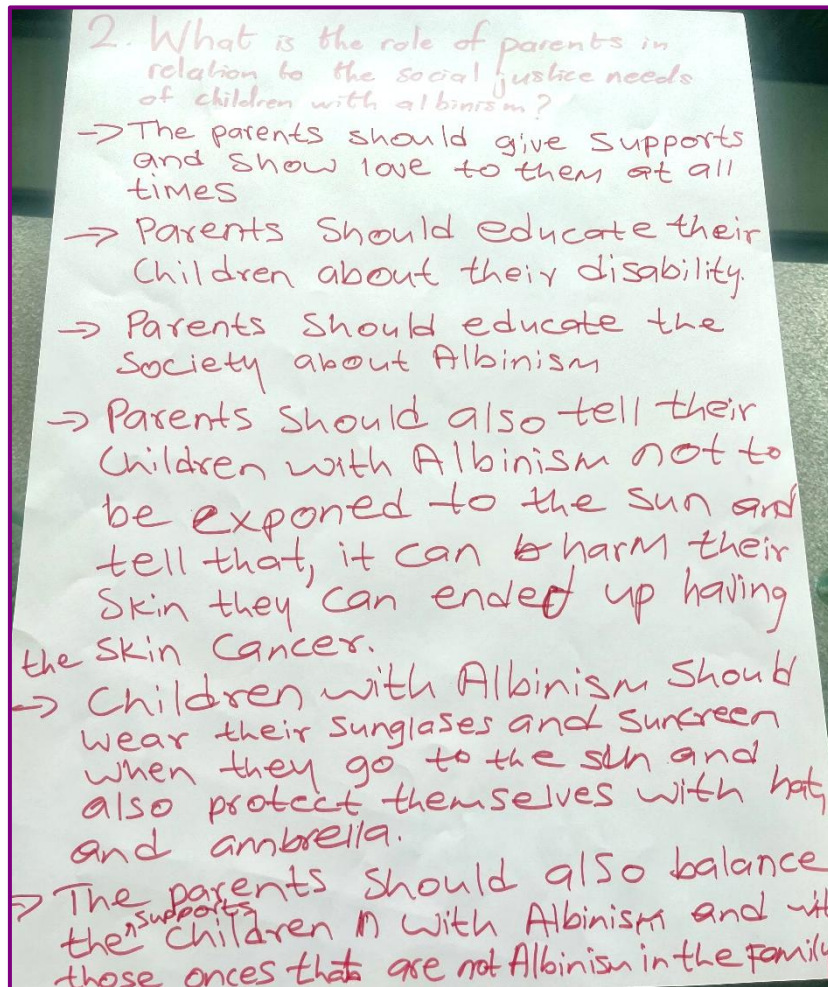 2. What is the role of parents in
relation to the social justice needs
of children with albinism?
-> The parents should give supports
and show love to them at all
times
-> Parents should educate their
Children about their disability.
-> Parents should educate the
Society about Albinism
-> Parents should also tell their
Children with Albinism not to
be exponed to the sun and
tell that, it can harm their
Skin they can ended up having
the skin cancer.
-> Children with Albinism should
wear their sunglases and suncreen
when they go to the sun and
also protect themselves with hat,
and annbrella.
-> The parents should also balance
the supports children in with Albinism and with
those onces that are not Albinism in the Family